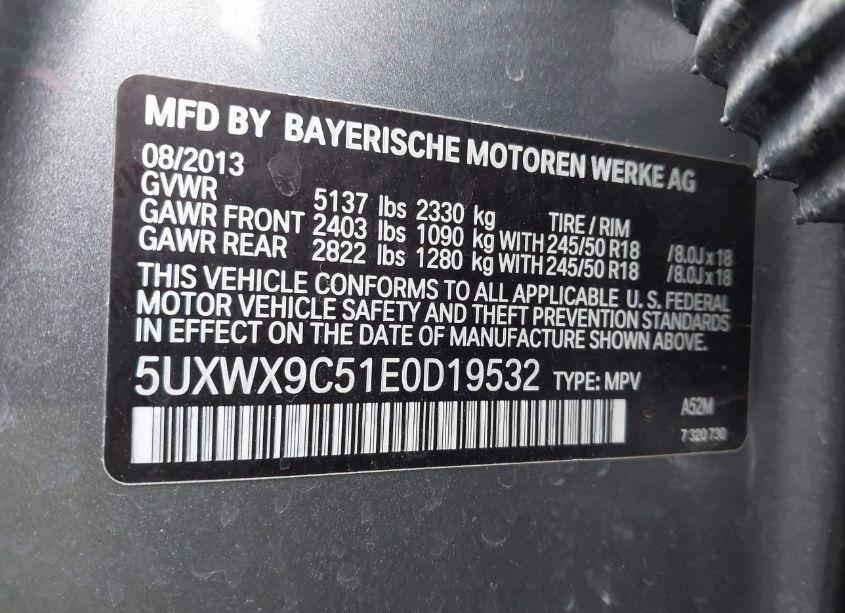 MFD BY BAYERISCHE MOTOREN WERKE AG
08/2013
GVWR 5137 lbs 2330 kg TIRE / RIM
GAWR FRONT 2403 lbs 1090 kg WITH 245/50 R18 /8.0J x 18
GAWR REAR 2822 lbs 1280 kg WITH 245/50 R18 /8.0J x 18
THIS VEHICLE CONFORMS TO ALL APPLICABLE U. S. FEDERAL
MOTOR VEHICLE SAFETY AND THEFT PREVENTION STANDARDS
IN EFFECT ON THE DATE OF MANUFACTURE SHOWN ABOVE.
5UXWX9C51E0D19532 TYPE: MPV
A52M
7 320 730